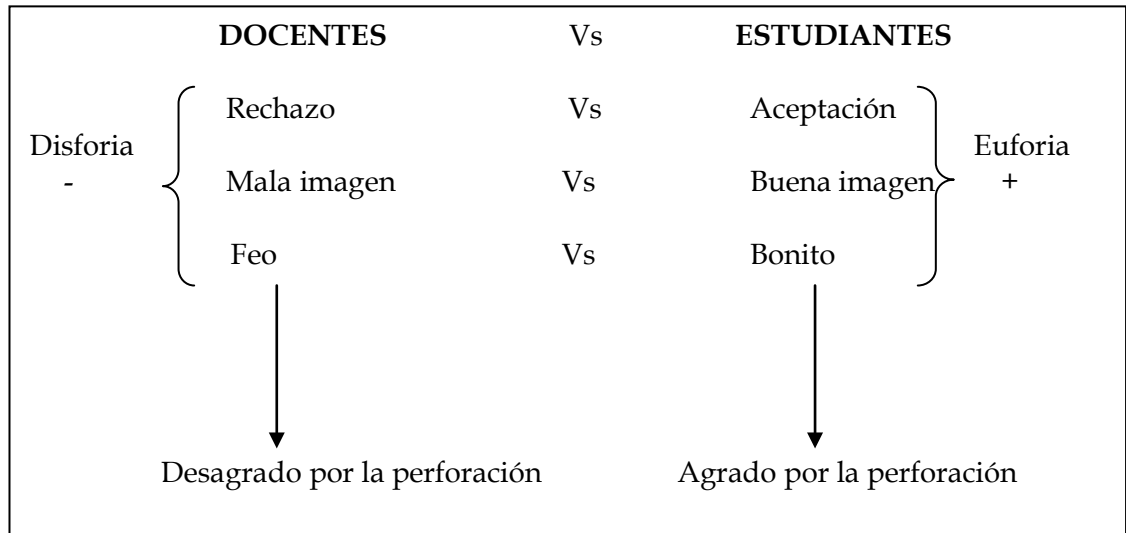 DOCENTES Vs ESTUDIANTES
Rechazo Vs Aceptación
Disforia Euforia
- Mala imagen Vs Buena imagen +
Feo Vs Bonito
Desagrado por la perforación Agrado por la perforación